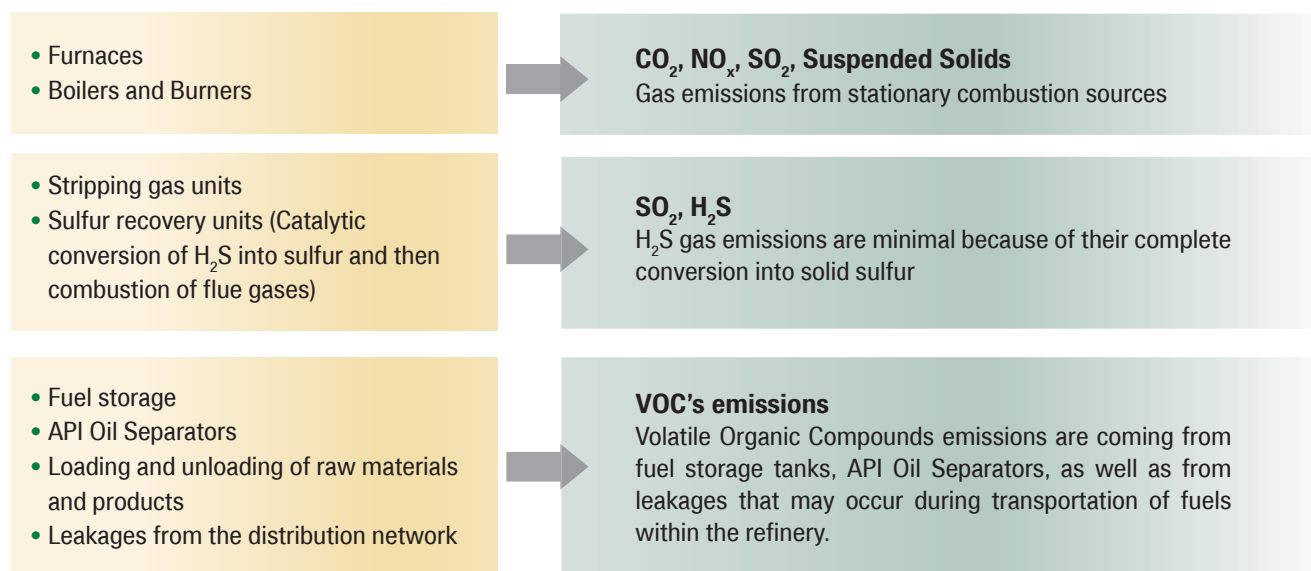 • Furnaces
• Boilers and Burners
CO₂, NOₓ, SO₂, Suspended Solids
Gas emissions from stationary combustion sources
• Stripping gas units
• Sulfur recovery units (Catalytic
conversion of H₂S into sulfur and then
combustion of flue gases)
SO₂, H₂S
H₂S gas emissions are minimal because of their complete
conversion into solid sulfur
• Fuel storage
• API Oil Separators
• Loading and unloading of raw materials
and products
• Leakages from the distribution network
VOC’s emissions
Volatile Organic Compounds emissions are coming from
fuel storage tanks, API Oil Separators, as well as from
leakages that may occur during transportation of fuels
within the refinery.